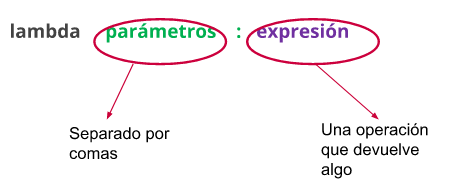 lambda parámetros : expresión
Separado por
comas
Una operación
que devuelve
algo